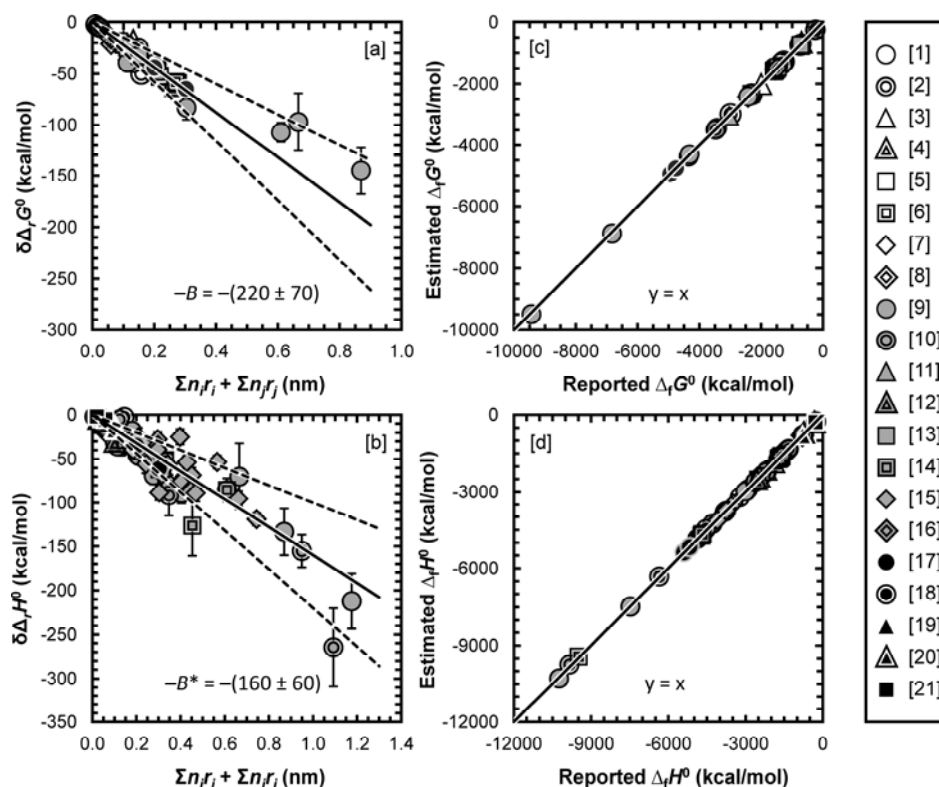 [a]
0
-50
-100
-150
-200
-250
-300
δΔrG⁰ (kcal/mol)
−B = −(220 ± 70)
0.0 0.2 0.4 0.6 0.8 1.0
Σnᵢrᵢ + Σnⱼrⱼ (nm)
[c]
0
-2000
-4000
-6000
-8000
-10000
Estimated ΔfG⁰ (kcal/mol)
y = x
-10000 -8000 -6000 -4000 -2000 0
Reported ΔfG⁰ (kcal/mol)
[b]
0
-50
-100
-150
-200
-250
-300
-350
δΔrH⁰ (kcal/mol)
−B* = −(160 ± 60)
0.0 0.2 0.4 0.6 0.8 1.0 1.2 1.4
Σnᵢrᵢ + Σnⱼrⱼ (nm)
[d]
0
-3000
-6000
-9000
-12000
Estimated ΔfH⁰ (kcal/mol)
y = x
-12000 -9000 -6000 -3000 0
Reported ΔfH⁰ (kcal/mol)
[1]
[2]
[3]
[4]
[5]
[6]
[7]
[8]
[9]
[10]
[11]
[12]
[13]
[14]
[15]
[16]
[17]
[18]
[19]
[20]
[21]